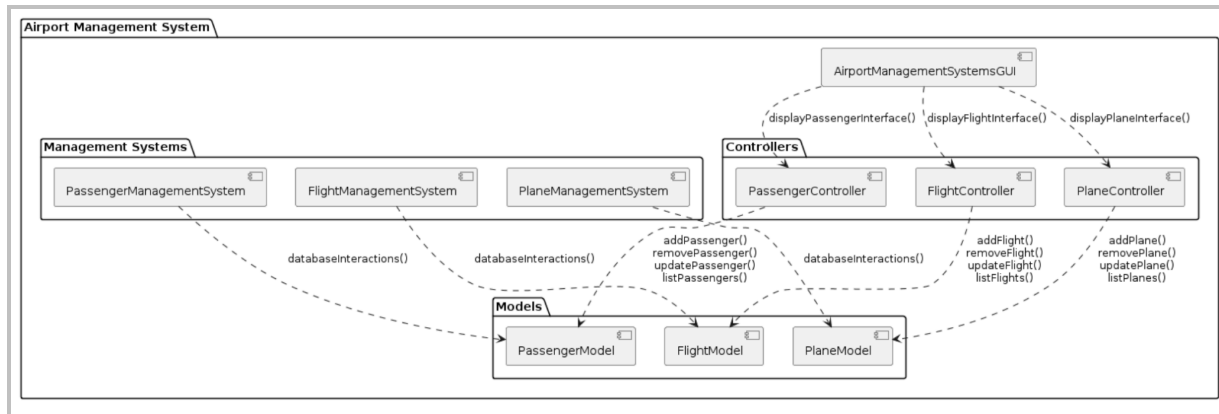 Airport Management System
AirportManagementSystemsGUI
displayPassengerInterface()
displayFlightInterface()
displayPlaneInterface()
Management Systems
Controllers
PassengerManagementSystem
FlightManagementSystem
PlaneManagementSystem
PassengerController
FlightController
PlaneController
databaseInteractions()
databaseInteractions()
addPassenger()
removePassenger()
updatePassenger()
listPassengers()
databaseInteractions()
addFlight()
removeFlight()
updateFlight()
listFlights()
addPlane()
removePlane()
updatePlane()
listPlanes()
Models
PassengerModel
FlightModel
PlaneModel